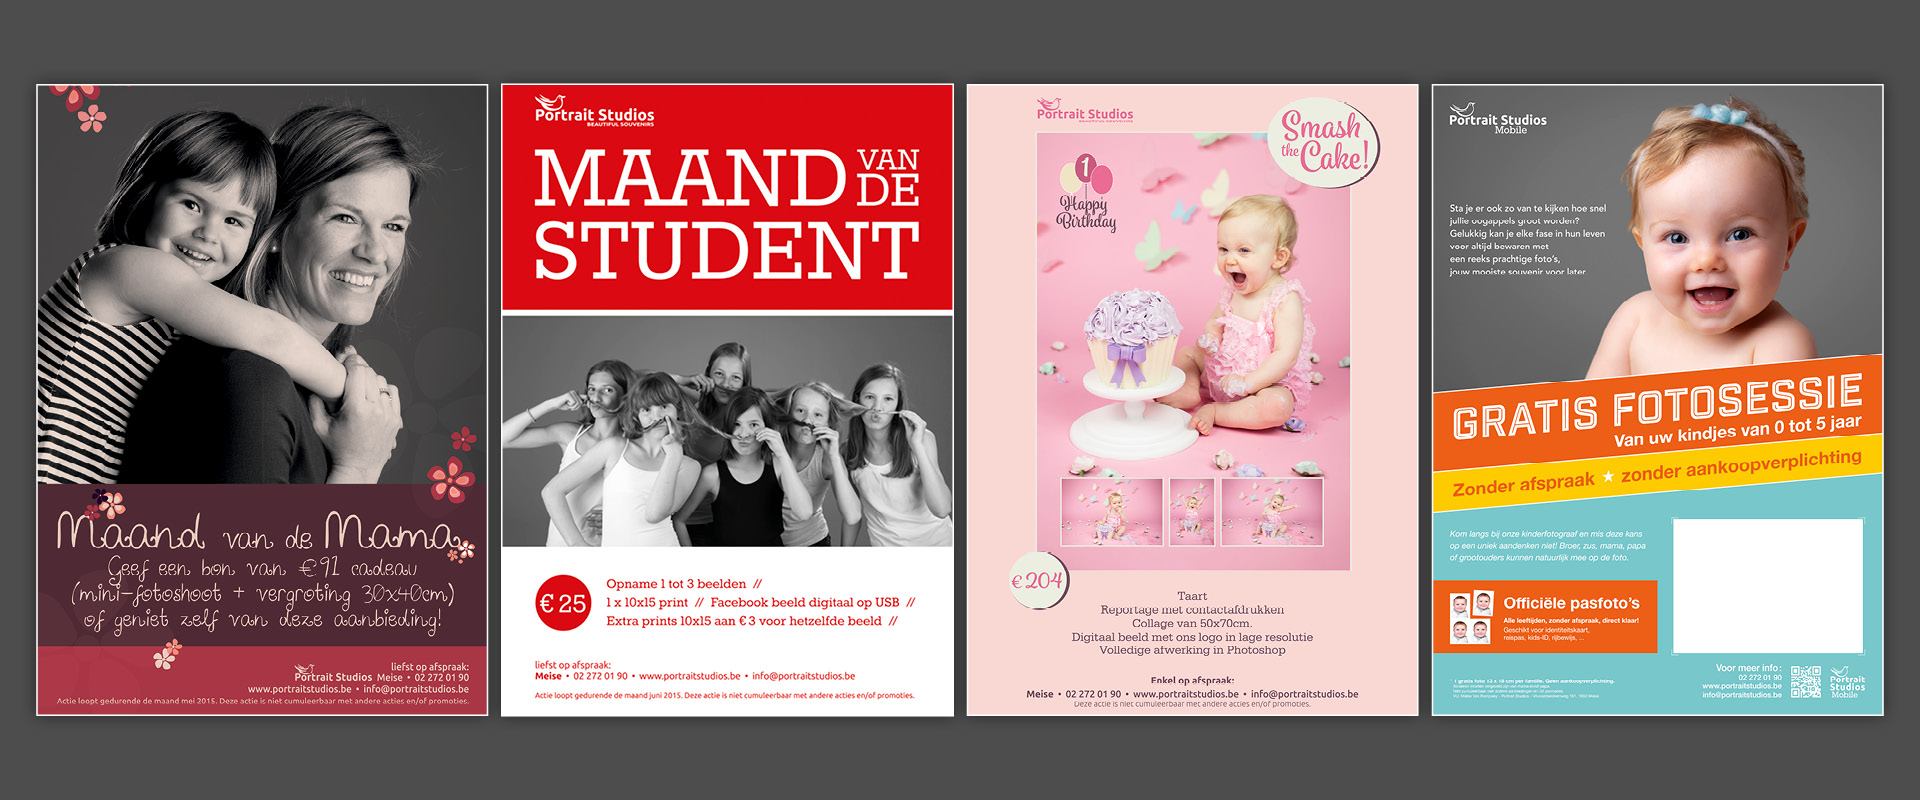 Maand van de Mama
Geef een bon van €91 cadeau
(mini-fotoshoot + vergroting 30x40cm)
of geniet zelf van deze aanbieding!
liefst op afspraak:
Portrait Studios Meise • 02 272 01 90
www.portraitstudios.be • info@portraitstudios.be
Actie loopt gedurende de maand mei 2015. Deze actie is niet cumuleerbaar met andere acties en/of promoties.
Portrait Studios
BEAUTIFUL SOUVENIRS
MAAND VAN DE
STUDENT
€ 25
Opname 1 tot 3 beelden //
1 x 10x15 print // Facebook beeld digitaal op USB //
Extra prints 10x15 aan € 3 voor hetzelfde beeld //
liefst op afspraak:
Meise • 02 272 01 90 • www.portraitstudios.be • info@portraitstudios.be
Actie loopt gedurende de maand juni 2015. Deze actie is niet cumuleerbaar met andere acties en/of promoties.
Portrait Studios
BEAUTIFUL SOUVENIRS
Smash
the Cake!
1
Happy
Birthday
€ 204
Taart
Reportage met contactafdrukken
Collage van 50x70cm.
Digitaal beeld met ons logo in lage resolutie
Volledige afwerking in Photoshop
Enkel op afspraak:
Meise • 02 272 01 90 • www.portraitstudios.be • info@portraitstudios.be
Deze actie is niet cumuleerbaar met andere acties en/of promoties.
Portrait Studios
Mobile
Sta je er ook zo van te kijken hoe snel
jullie oogappels groot worden?
Gelukkig kan je elke fase in hun leven
voor altijd bewaren met
een reeks prachtige foto's,
jouw mooiste souvenir voor later
GRATIS FOTOSESSIE
Van uw kindjes van 0 tot 5 jaar
Zonder afspraak ★ zonder aankoopverplichting
Kom langs bij onze kinderfotograaf en mis deze kans
op een uniek aandenken niet! Broer, zus, mama, papa
of grootouders kunnen natuurlijk mee op de foto.
Officiële pasfoto's
Alle leeftijden, zonder afspraak, direct klaar!
Geschikt voor identiteitskaart,
reispas, kids-ID, rijbewijs, ...
Voor meer info:
02 272 01 90
www.portraitstudios.be
info@portraitstudios.be
Portrait
Studios
Mobile